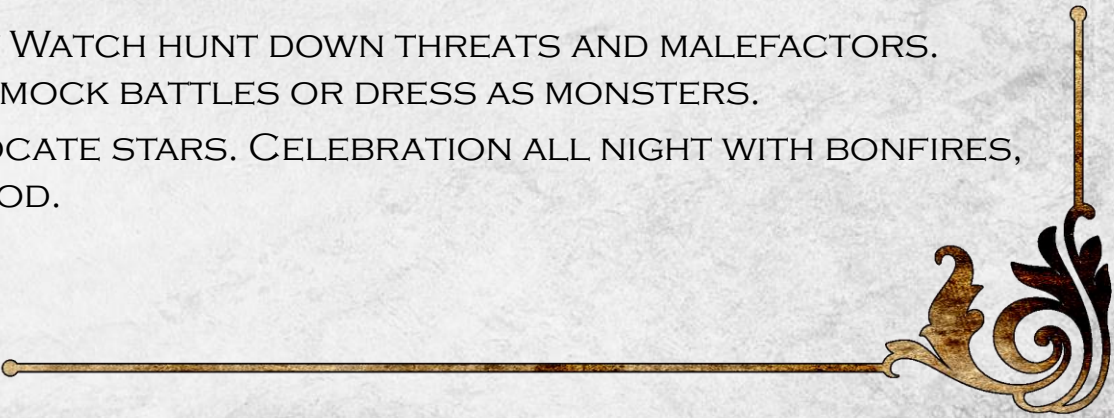 Watch hunt down threats and malefactors.
mock battles or dress as monsters.
ocate stars. Celebration all night with bonfires,
od.